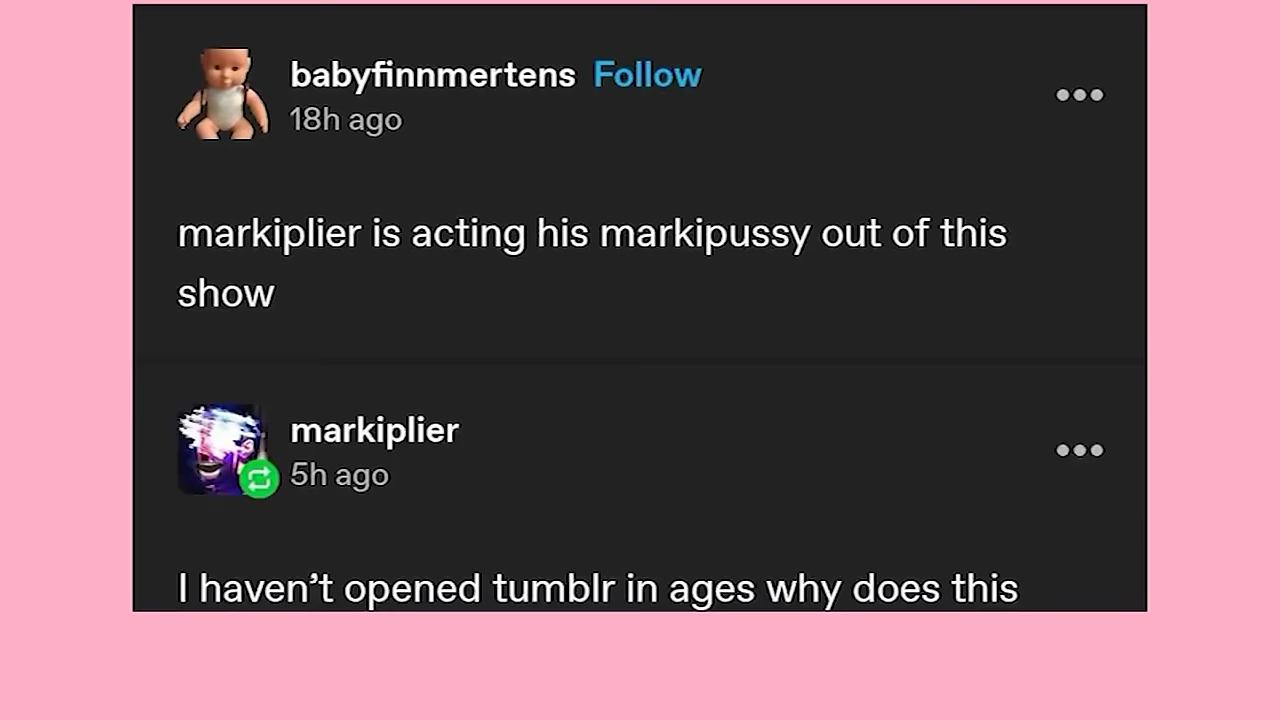 babyfinnmertens Follow
18h ago
markiplier is acting his markipussy out of this
show
markiplier
5h ago
I haven’t opened tumblr in ages why does this